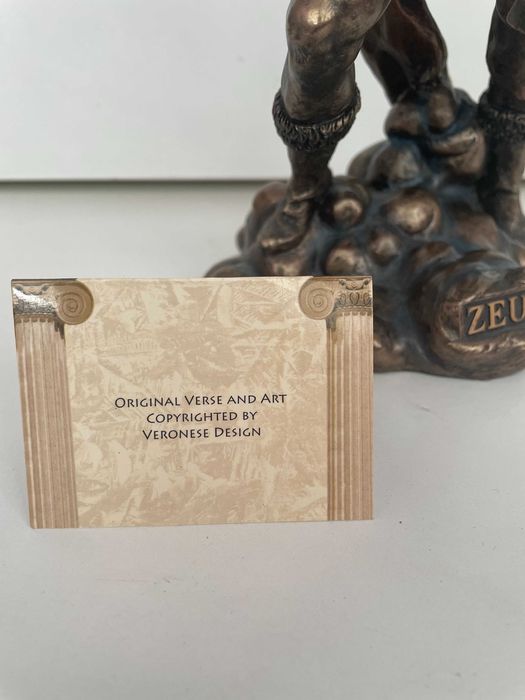 Original Verse and Art
Copyrighted by
Veronese Design
ZEU